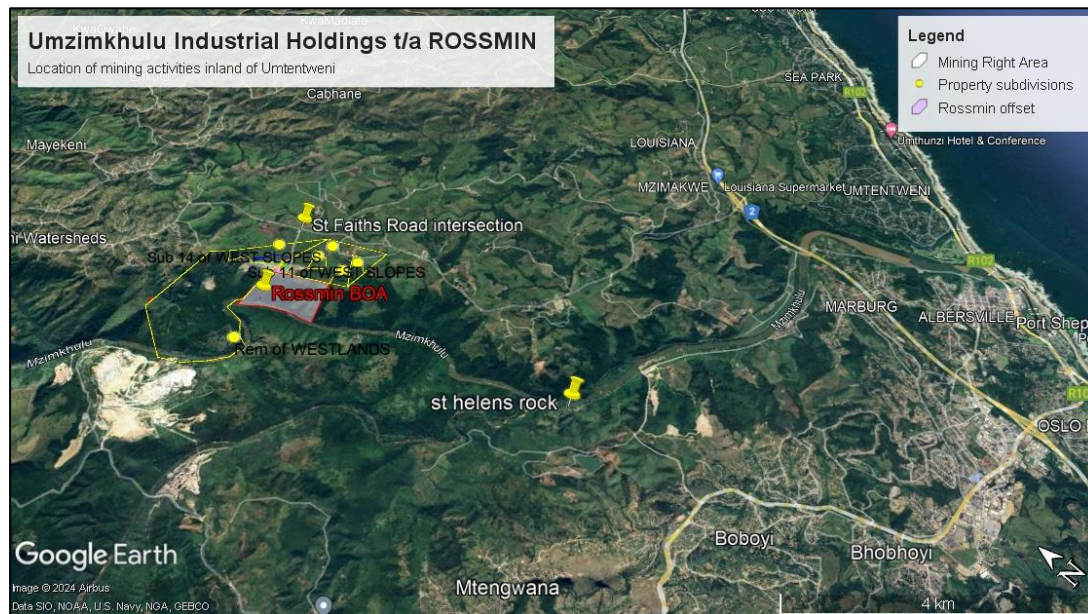 KwaMadlala
Umzimkhulu Industrial Holdings t/a ROSSMIN
Location of mining activities inland of Umtentweni
Legend
Mining Right Area
Property subdivisions
Rossmin offset
SEA PARK
R102
Cabhane
Umthunzi Hotel & Conference
Mayekeni
LOUISIANA
MZIMAKWE
Louisiana Supermarket
UMTENTWENI
2
St Faiths Road intersection
ni Watersheds
Sub 14 of WEST SLOPES
Sub 11 of WEST SLOPES
R102
Rossmin BOA
Mzimkhulu
MARBURG
ALBERSVILLE
Port Shep
Rem of WESTLANDS
Mzimkhulu
Mzimkhulu
st helens rock
R10
OSLO
Boboyi
Bhobhoyi
Google Earth
Mtengwana
N
Image © 2024 Airbus
Data SIO, NOAA, U.S. Navy, NGA, GEBCO
4 km